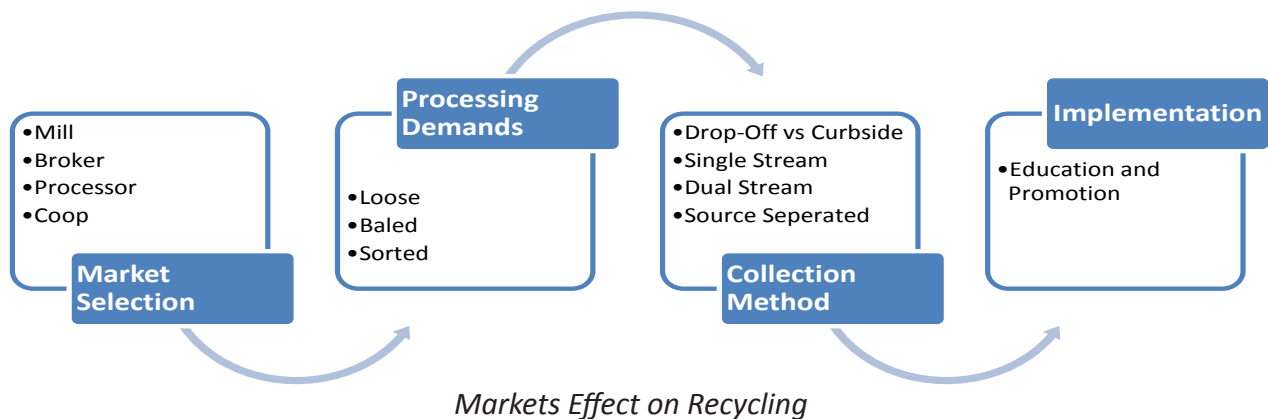 •Mill
•Broker
•Processor
•Coop
Market
Selection
Processing
Demands
•Loose
•Baled
•Sorted
•Drop-Off vs Curbside
•Single Stream
•Dual Stream
•Source Seperated
Collection
Method
Implementation
•Education and
Promotion
Markets Effect on Recycling